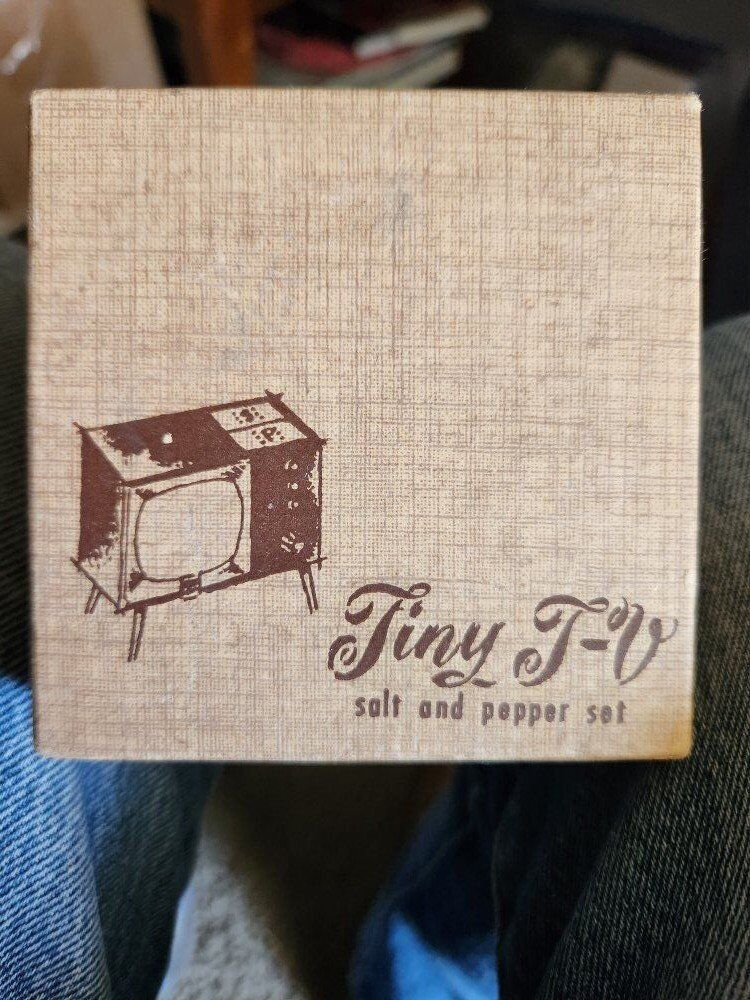 S
P
Tiny T-V
salt and pepper set